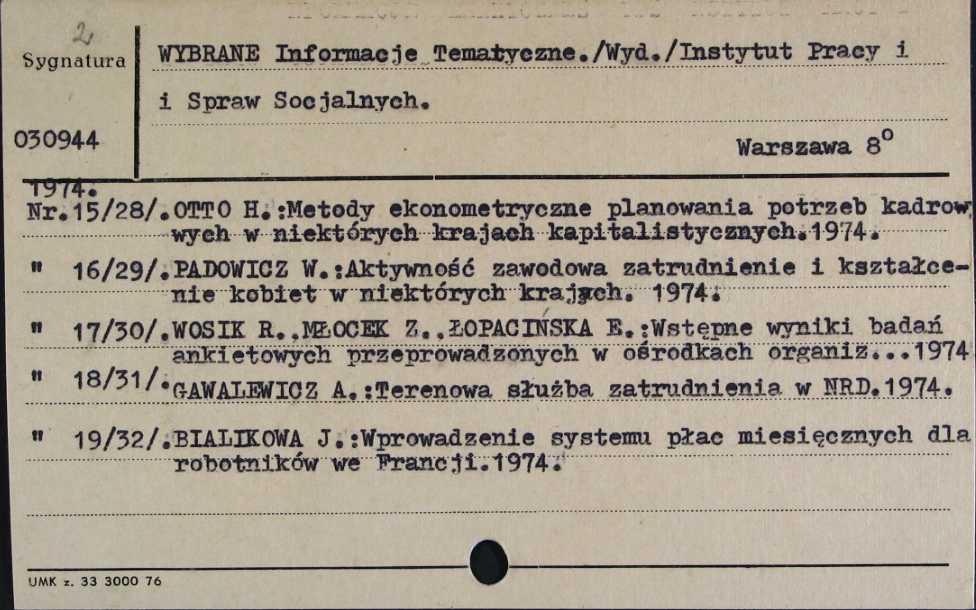 2
Sygnatura
WYBRANE Informacje Tematyczne./Wyd./Instytut Pracy i
i Spraw Socjalnych.
030944
Warszawa 8⁰
1974.
Nr.15/28/.OTTO H.:Metody ekonometryczne planowania potrzeb kadrow
wych w niektórych krajach kapitalistycznych.1974.
" 16/29/.PADOWICZ W.:Aktywność zawodowa zatrudnienie i kształce-
nie kobiet w niektórych krajach. 1974.
" 17/30/.WOSIK R.,MŁOCEK Z.,ŁOPACIŃSKA E.:Wstępne wyniki badań
ankietowych przeprowadzonych w ośrodkach organiz...1974
" 18/31/.GAWALEWICZ A.:Terenowa służba zatrudnienia w NRD.1974.
" 19/32/.BIALIKOWA J.:Wprowadzenie systemu płac miesięcznych dla
robotników we Francji.1974.
UMK z. 33 3000 76